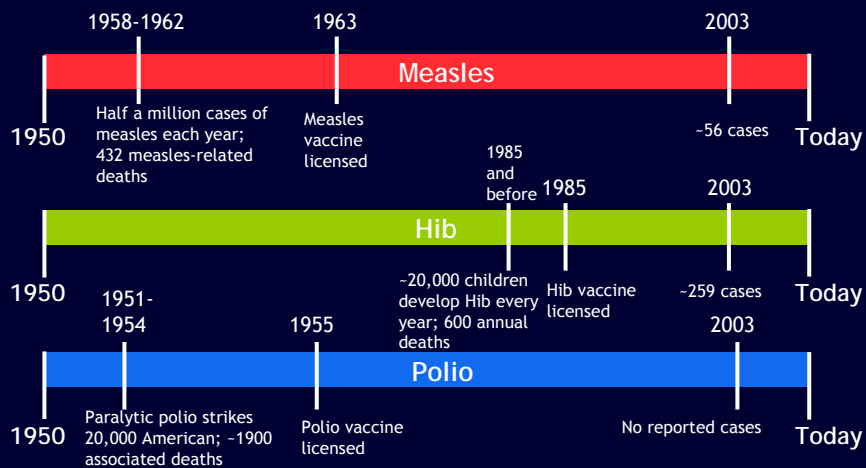 1958-1962
1963
2003
Measles
1950
Half a million cases of
measles each year;
432 measles-related
deaths
Measles
vaccine
licensed
~56 cases
Today
1985
and
before
1985
2003
Hib
1950
~20,000 children
develop Hib every
year; 600 annual
deaths
Hib vaccine
licensed
~259 cases
Today
1951-
1954
1955
2003
Polio
1950
Paralytic polio strikes
20,000 American; ~1900
associated deaths
Polio vaccine
licensed
No reported cases
Today